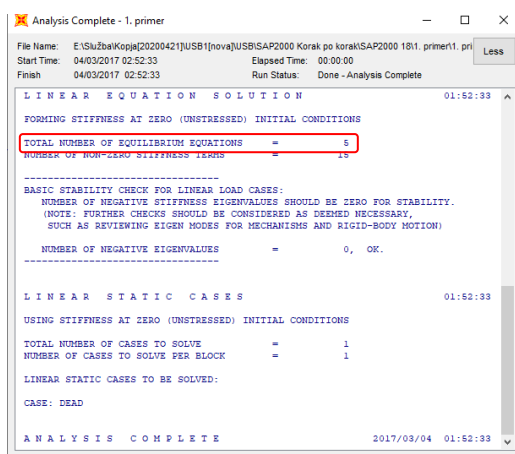 Analysis Complete - 1. primer
File Name: E:\Služba\Kopja[20200421]\USB1[nova]\USB\SAP2000 Korak po korak\SAP2000 18\1. primer\1. pri
Less
Start Time: 04/03/2017 02:52:33 Elapsed Time: 00:00:00
Finish 04/03/2017 02:52:33 Run Status: Done - Analysis Complete
L I N E A R   E Q U A T I O N   S O L U T I O N 01:52:33
FORMING STIFFNESS AT ZERO (UNSTRESSED) INITIAL CONDITIONS
TOTAL NUMBER OF EQUILIBRIUM EQUATIONS = 5
NUMBER OF NON-ZERO STIFFNESS TERMS = 15
---------------------------------
BASIC STABILITY CHECK FOR LINEAR LOAD CASES:
NUMBER OF NEGATIVE STIFFNESS EIGENVALUES SHOULD BE ZERO FOR STABILITY.
(NOTE: FURTHER CHECKS SHOULD BE CONSIDERED AS DEEMED NECESSARY,
SUCH AS REVIEWING EIGEN MODES FOR MECHANISMS AND RIGID-BODY MOTION)
NUMBER OF NEGATIVE EIGENVALUES = 0, OK.
---------------------------------
L I N E A R   S T A T I C   C A S E S 01:52:33
USING STIFFNESS AT ZERO (UNSTRESSED) INITIAL CONDITIONS
TOTAL NUMBER OF CASES TO SOLVE = 1
NUMBER OF CASES TO SOLVE PER BLOCK = 1
LINEAR STATIC CASES TO BE SOLVED:
CASE: DEAD
A N A L Y S I S   C O M P L E T E 2017/03/04 01:52:33